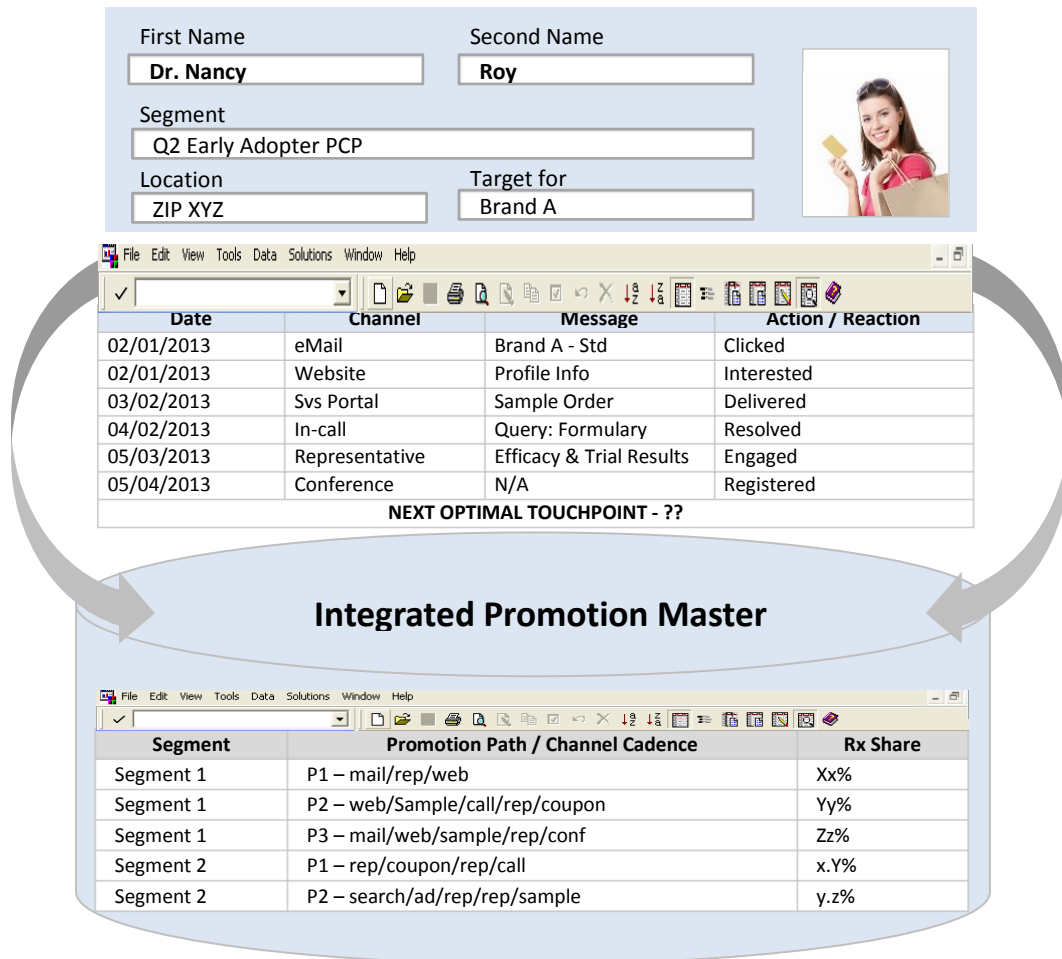 First Name Second Name
Dr. Nancy Roy
Segment
Q2 Early Adopter PCP
Location Target for
ZIP XYZ Brand A
File Edit View Tools Data Solutions Window Help
Date Channel Message Action / Reaction
02/01/2013 eMail Brand A - Std Clicked
02/01/2013 Website Profile Info Interested
03/02/2013 Svs Portal Sample Order Delivered
04/02/2013 In-call Query: Formulary Resolved
05/03/2013 Representative Efficacy & Trial Results Engaged
05/04/2013 Conference N/A Registered
NEXT OPTIMAL TOUCHPOINT - ??
Integrated Promotion Master
File Edit View Tools Data Solutions Window Help
Segment Promotion Path / Channel Cadence Rx Share
Segment 1 P1 – mail/rep/web Xx%
Segment 1 P2 – web/Sample/call/rep/coupon Yy%
Segment 1 P3 – mail/web/sample/rep/conf Zz%
Segment 2 P1 – rep/coupon/rep/call x.Y%
Segment 2 P2 – search/ad/rep/rep/sample y.z%